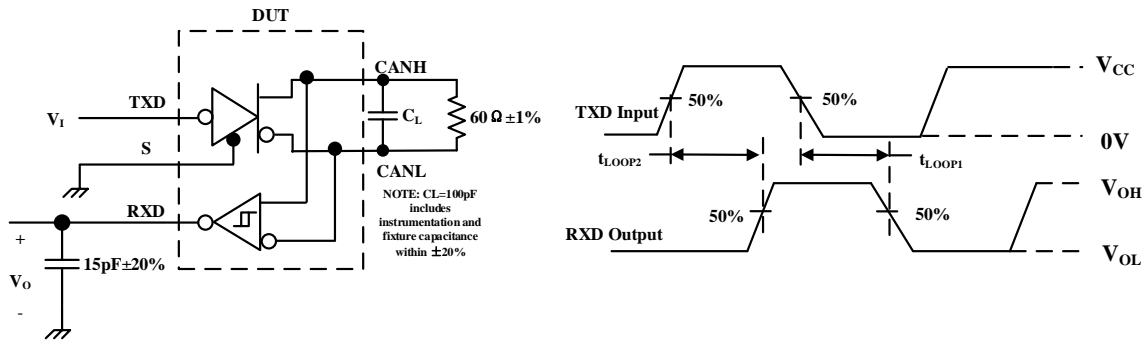 DUT
CANH
TXD
V_I
C_L
60 Ω ±1%
S
CANL
RXD
NOTE: CL=100pF
includes
instrumentation and
fixture capacitance
within ±20%
+
15pF±20%
V_O
-
V_CC
50%
50%
TXD Input
0V
t_LOOP2
t_LOOP1
V_OH
50%
50%
RXD Output
V_OL